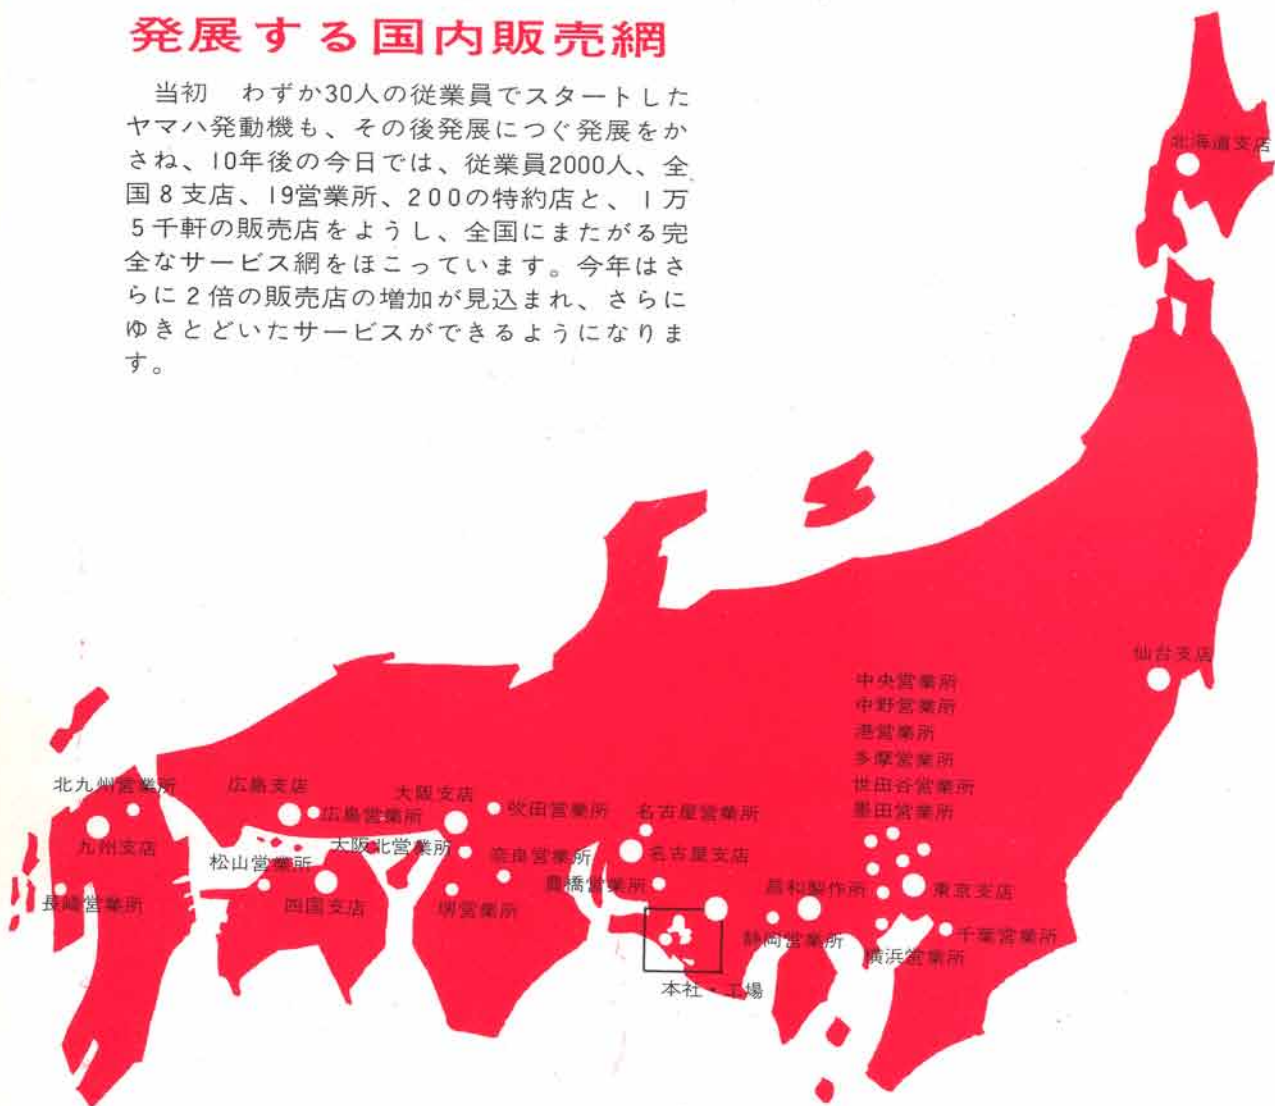 発展する国内販売網
当初　わずか30人の従業員でスタートした
ヤマハ発動機も、その後発展につぐ発展をか
さね、10年後の今日では、従業員2000人、全
国８支店、19営業所、200の特約店と、１万
５千軒の販売店をようし、全国にまたがる完
全なサービス網をほこっています。今年はさ
らに２倍の販売店の増加が見込まれ、さらに
ゆきとどいたサービスができるようになりま
す。
北海道支店
仙台支店
中央営業所
中野営業所
港営業所
多摩営業所
世田谷営業所
墨田営業所
北九州営業所
広島支店
大阪支店
広島営業所
吹田営業所
名古屋営業所
九州支店
松山営業所
大阪北営業所
奈良営業所
名古屋支店
豊橋営業所
昌和製作所
東京支店
長崎営業所
四国支店
堺営業所
静岡営業所
千葉営業所
横浜営業所
本社・工場